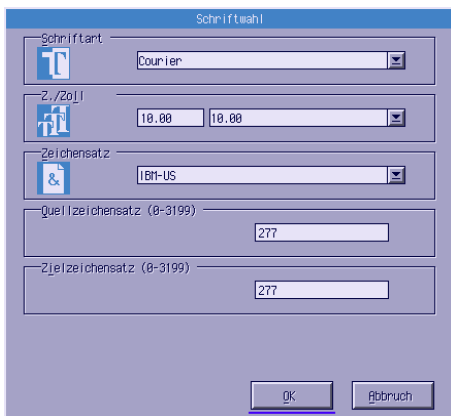 Schriftwahl
Schriftart
Courier
Z./Zoll
10.00 10.00
Zeichensatz
IBM-US
Quellzeichensatz (0-3199)
277
Zielzeichensatz (0-3199)
277
OK Abbruch